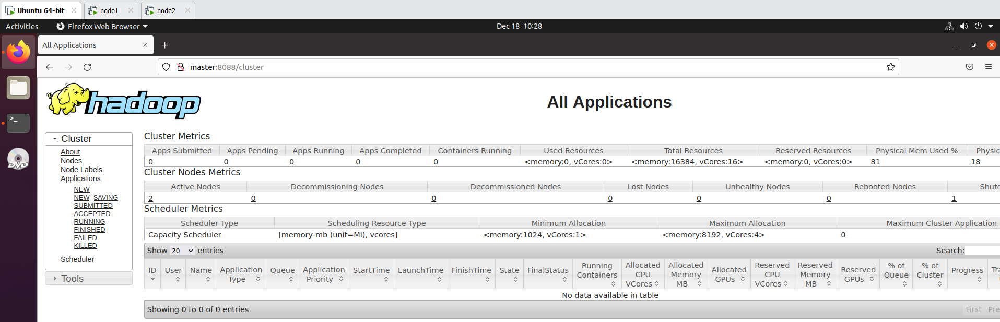 Ubuntu 64-bit node1 node2
Activities Firefox Web Browser Dec 18 10:28
All Applications
master:8088/cluster
hadoop All Applications
Cluster
About
Nodes
Node Labels
Applications
NEW
NEW_SAVING
SUBMITTED
ACCEPTED
RUNNING
FINISHED
FAILED
KILLED
Scheduler
Tools
Cluster Metrics
Apps Submitted Apps Pending Apps Running Apps Completed Containers Running Used Resources Total Resources Reserved Resources Physical Mem Used % Physic
0 0 0 0 0 <memory:0, vCores:0> <memory:16384, vCores:16> <memory:0, vCores:0> 81 18
Cluster Nodes Metrics
Active Nodes Decommissioning Nodes Decommissioned Nodes Lost Nodes Unhealthy Nodes Rebooted Nodes Shutd
2 0 0 0 0 0 1
Scheduler Metrics
Scheduler Type Scheduling Resource Type Minimum Allocation Maximum Allocation Maximum Cluster Application
Capacity Scheduler [memory-mb (unit=Mi), vcores] <memory:1024, vCores:1> <memory:8192, vCores:4> 0
Show 20 entries Search:
ID User Name Application Type Queue Application Priority StartTime LaunchTime FinishTime State FinalStatus Running Containers Allocated CPU VCores Allocated Memory MB Allocated GPUs Reserved CPU VCores Reserved Memory MB Reserved GPUs % of Queue % of Cluster Progress Tra
No data available in table
Showing 0 to 0 of 0 entries First Pre